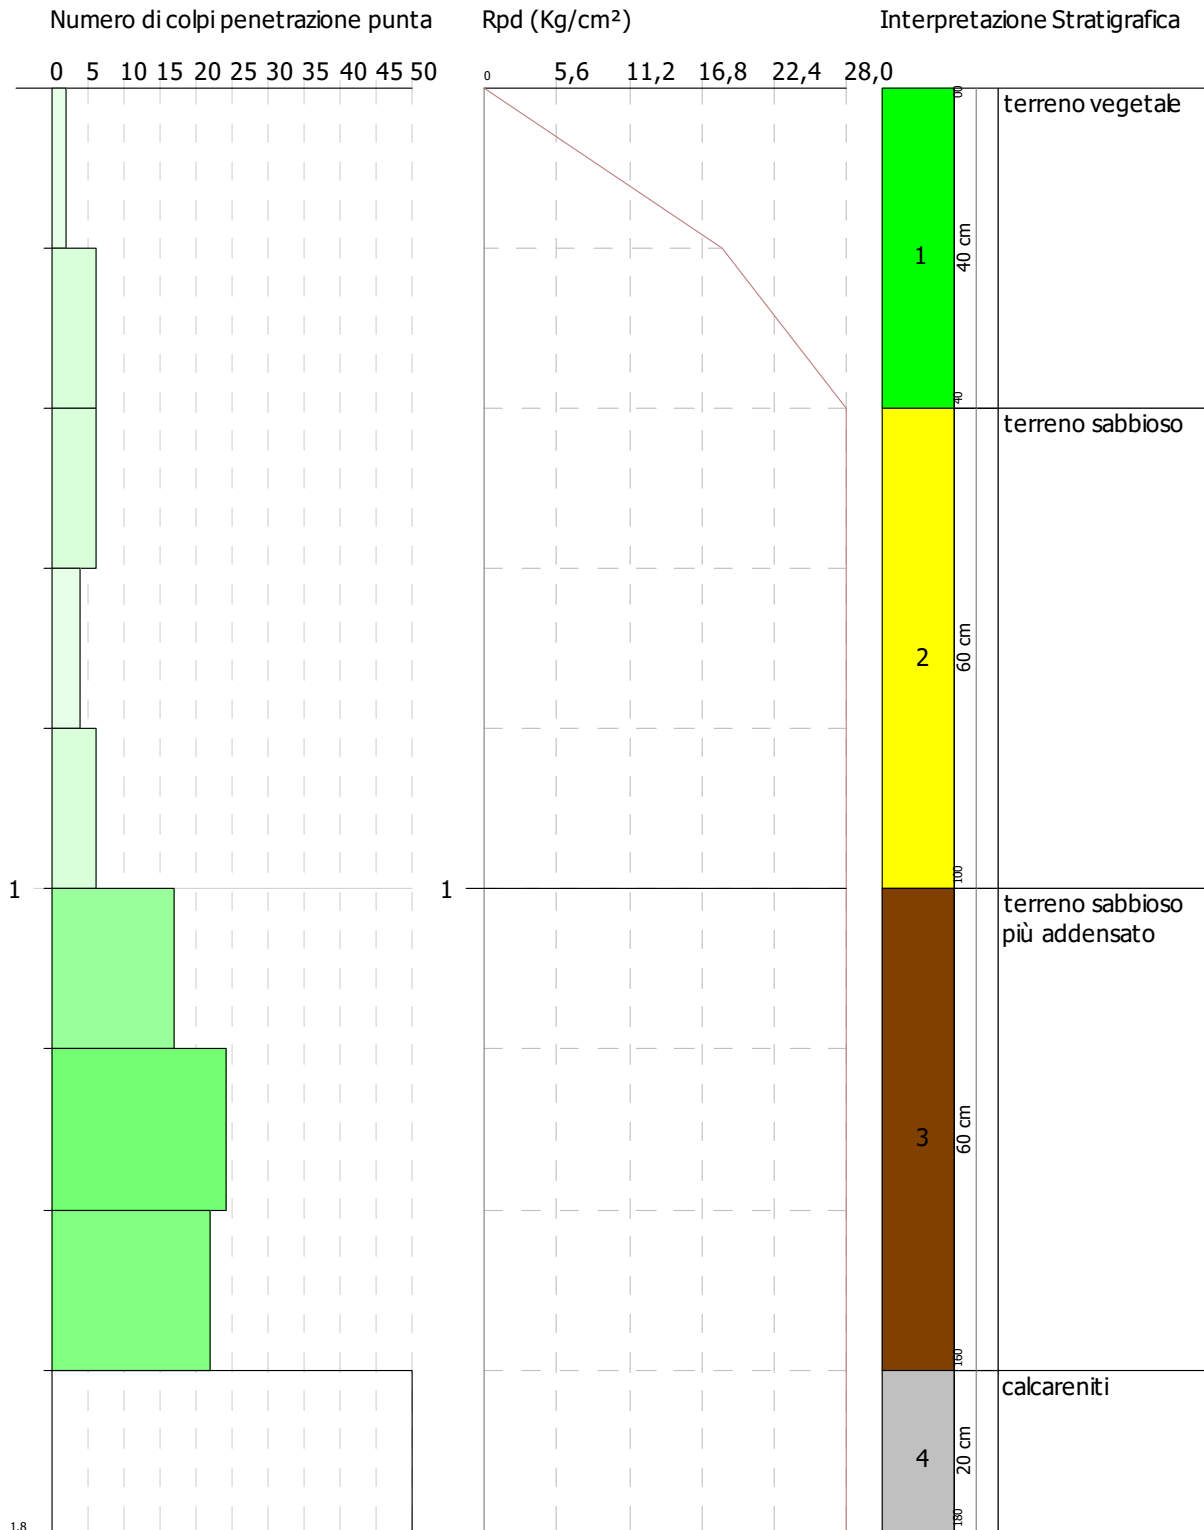 Numero di colpi penetrazione punta
Rpd (Kg/cm²)
Interpretazione Stratigrafica
0 5 10 15 20 25 30 35 40 45 50
0 5,6 11,2 16,8 22,4 28,0
terreno vegetale
1
40 cm
40
terreno sabbioso
2
60 cm
100
1
1
terreno sabbioso
più addensato
3
60 cm
160
calcareniti
4
20 cm
180
1.8